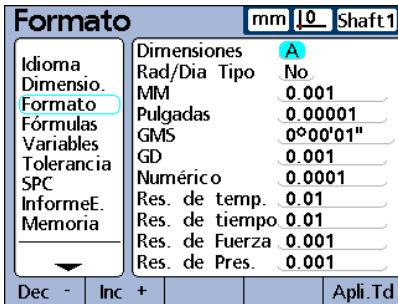 Formato
mm
0
Shaft1
Idioma
Dimensio.
Formato
Fórmulas
Variables
Tolerancia
SPC
InformeE.
Memoria
Dimensiones A
Rad/Dia Tipo No
MM 0.001
Pulgadas 0.00001
GMS 0°00'01"
GD 0.001
Numérico 0.0001
Res. de temp. 0.01
Res. de tiempo 0.01
Res. de Fuerza 0.001
Res. de Pres. 0.001
Dec - Inc + Apli.Td